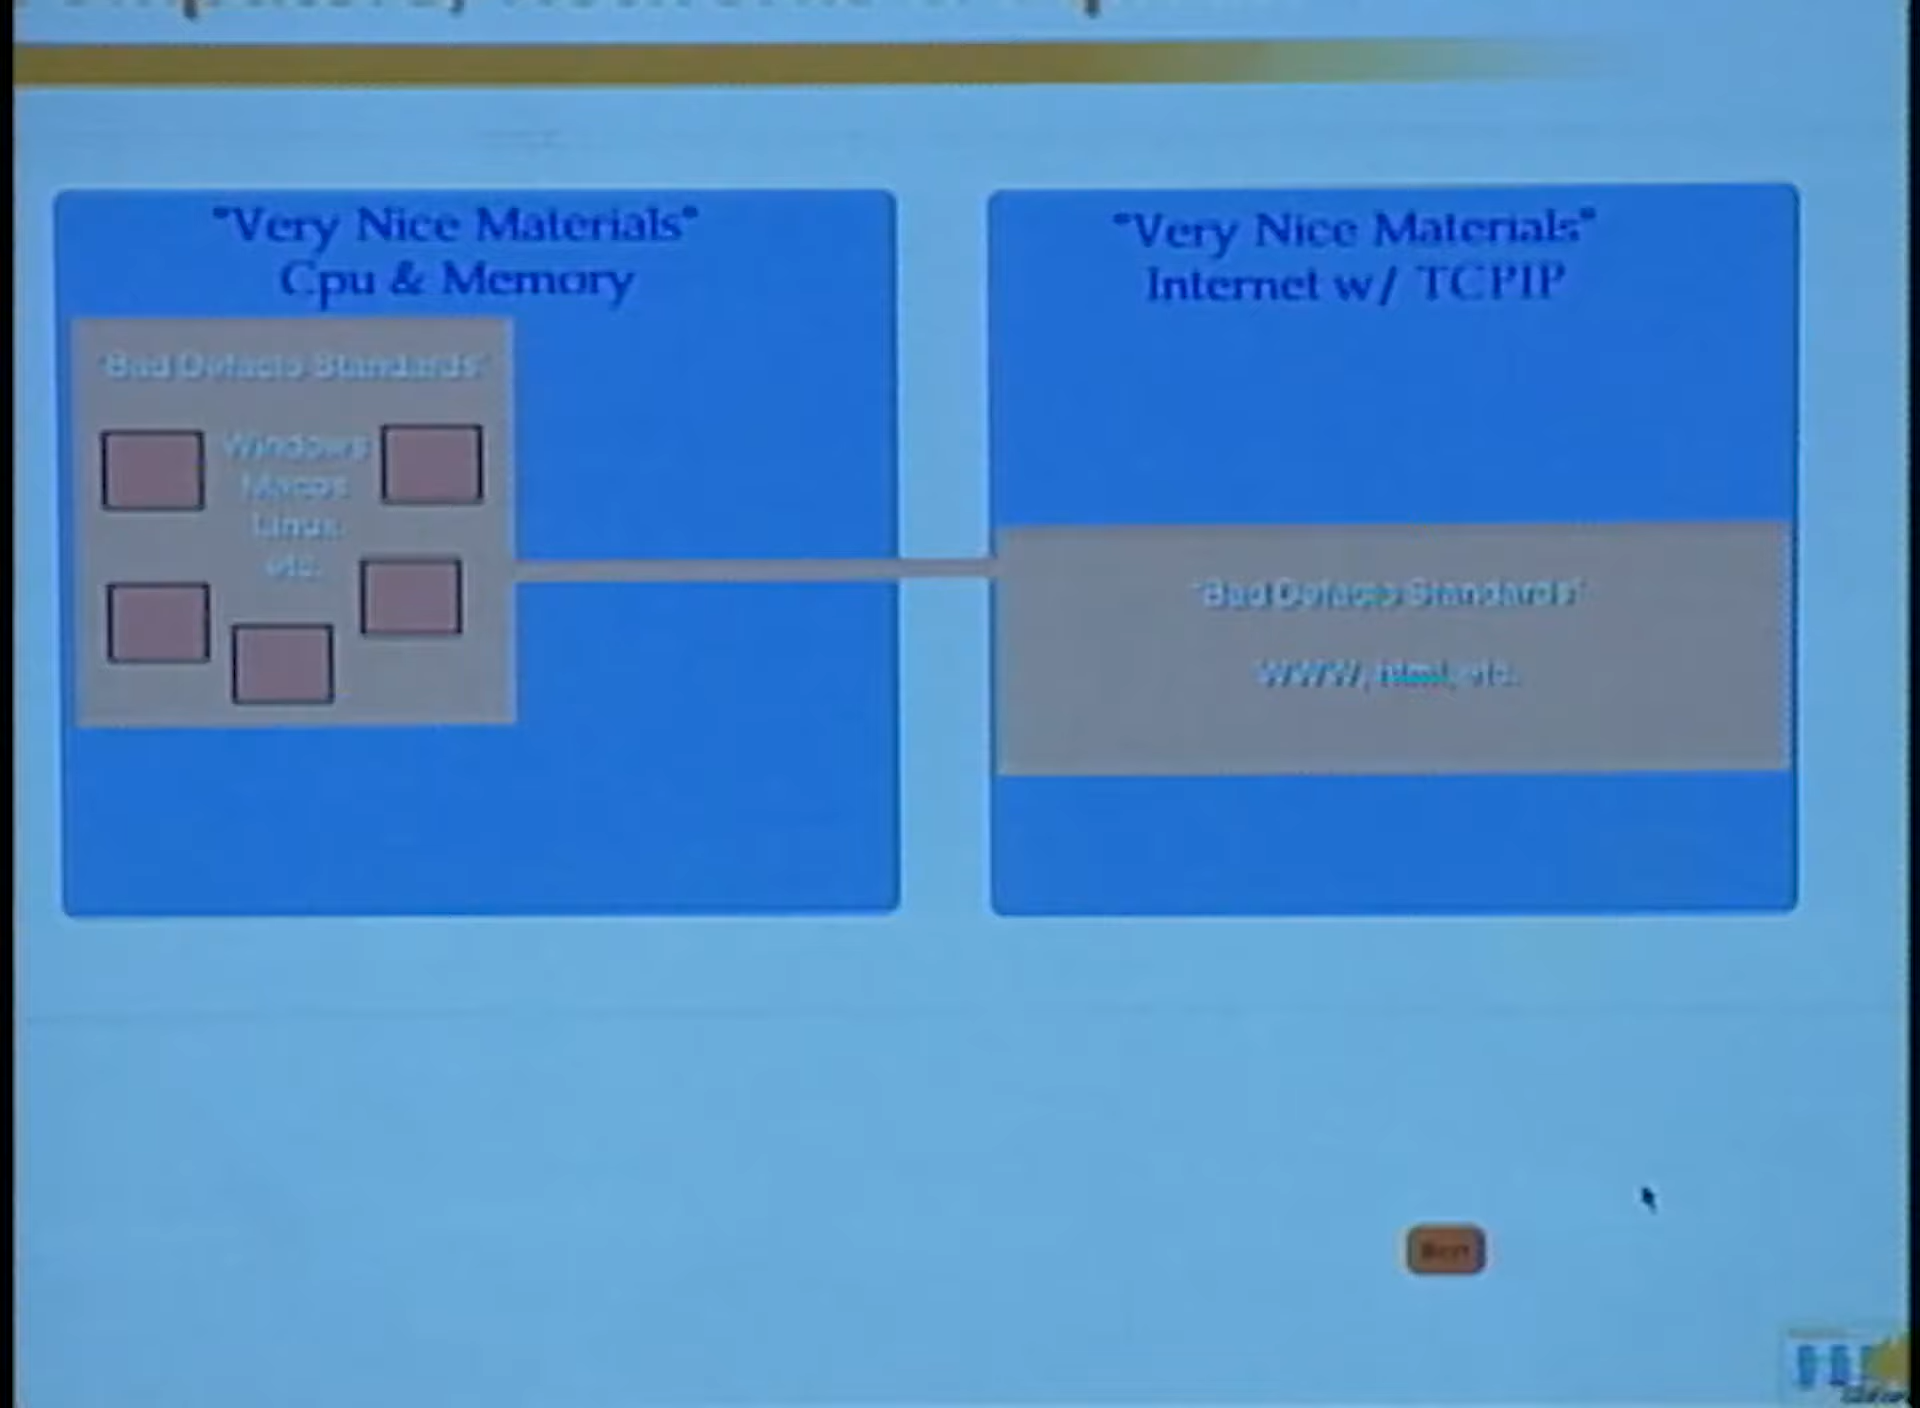 "Very Nice Materials"
Cpu & Memory
"Bad Defacto Standards"
Windows
Macos
Linux
etc.
"Very Nice Materials"
Internet w/ TCPIP
"Bad Defacto Standards"
WWW, html, etc.